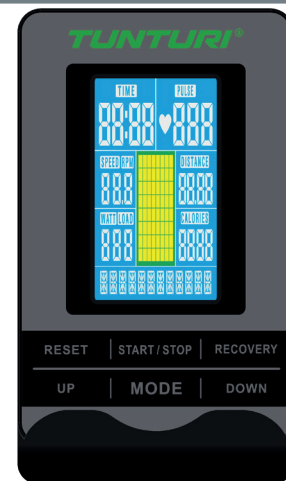 TUNTURI®
TIME PULSE
88:88 888
SPEED RPM DISTANCE
88.8 88.88
WATT LOAD CALORIES
888 8888
RESET START / STOP RECOVERY
UP MODE DOWN